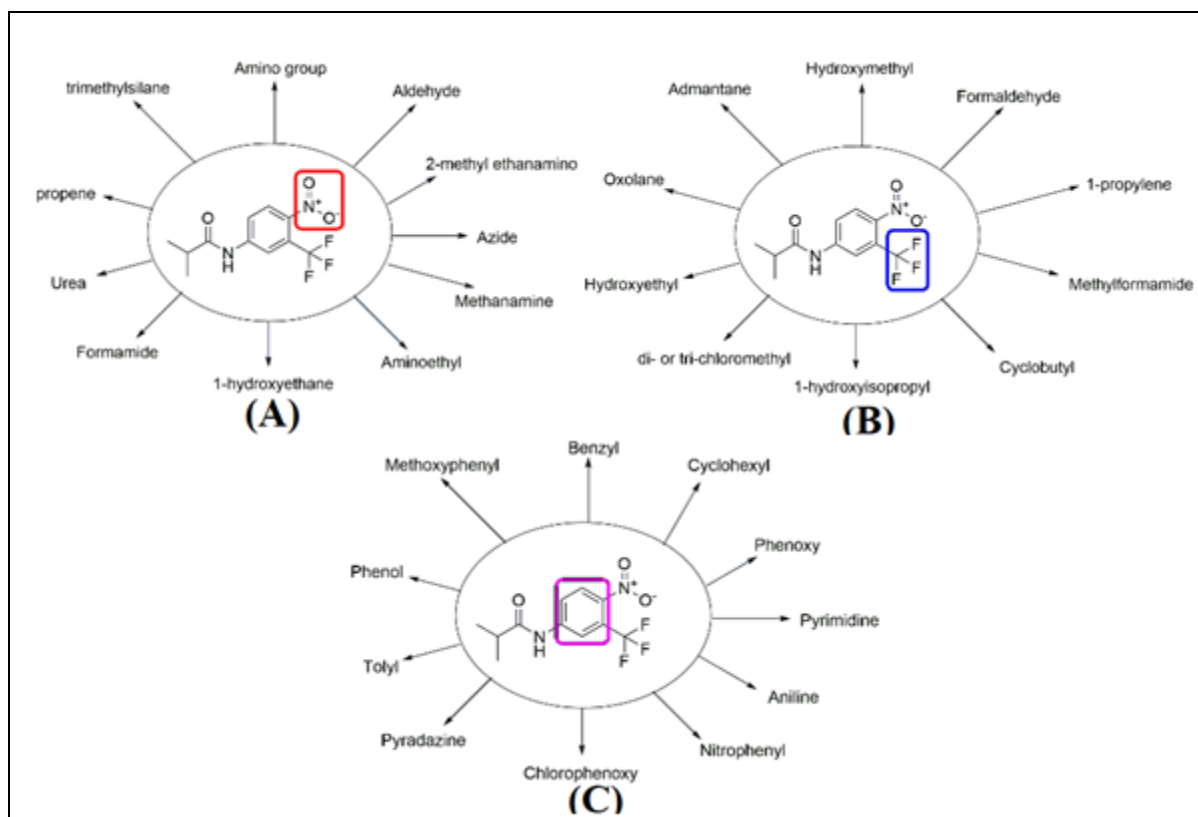 Amino group
trimethylsilane
Aldehyde
2-methyl ethanamino
propene
Azide
Urea
Methanamine
Formamide
Aminoethyl
1-hydroxyethane
O
N+
O-
O
N
H
F
F
F
(A)
Hydroxymethyl
Admantane
Formaldehyde
Oxolane
1-propylene
Hydroxyethyl
Methylformamide
di- or tri-chloromethyl
Cyclobutyl
1-hydroxyisopropyl
O
N+
O-
O
N
H
F
F
F
(B)
Benzyl
Methoxyphenyl
Cyclohexyl
Phenoxy
Phenol
Pyrimidine
Tolyl
Aniline
Pyradazine
Nitrophenyl
Chlorophenoxy
O
N+
O-
O
N
H
F
F
F
(C)